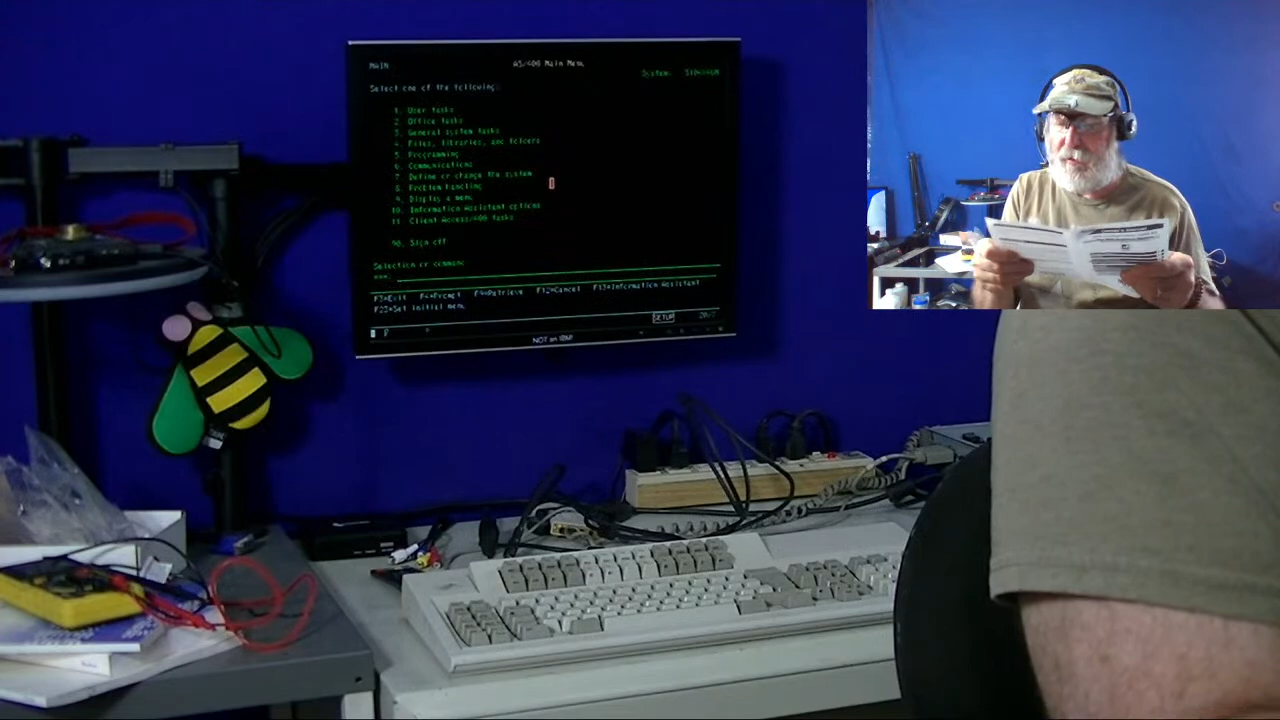 MAIN AS/400 Main Menu
System:
Select one of the following:
1. User tasks
2. Office tasks
3. General system tasks
4. Files, libraries, and folders
5. Programming
6. Communications
7. Define or change the system
8. Problem handling
9. Display a menu
10. Information Assistant options
11. Client Access/400 tasks
90. Sign off
Selection or command
===>
F3=Exit F4=Prompt F9=Retrieve F12=Cancel F13=Information Assistant
F23=Set initial menu
SETUP 20/7
NOT an IBM!